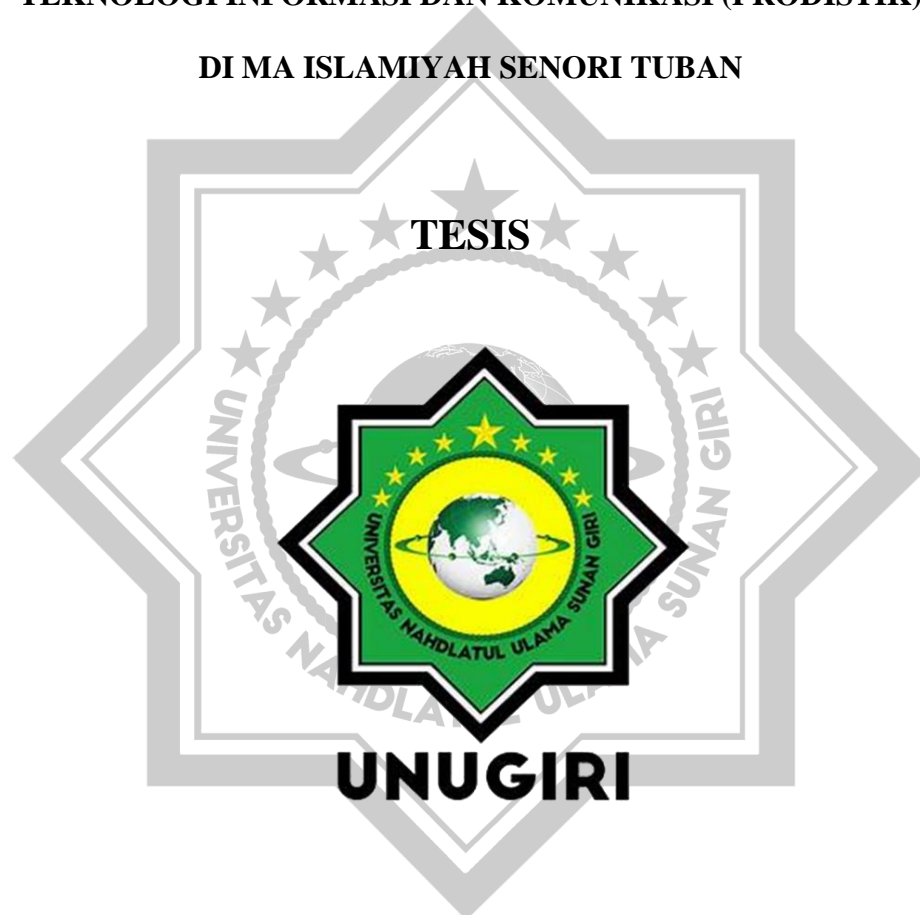 TEKNOLOGI INFORMASI DAN KOMUNIKASI (PRODISTIK)
DI MA ISLAMIYAH SENORI TUBAN
TESIS
UNIVERSITAS NAHDLATUL ULAMA SUNAN GIRI
UNIVERSITAS NAHDLATUL ULAMA SUNAN GIRI
UNUGIRI